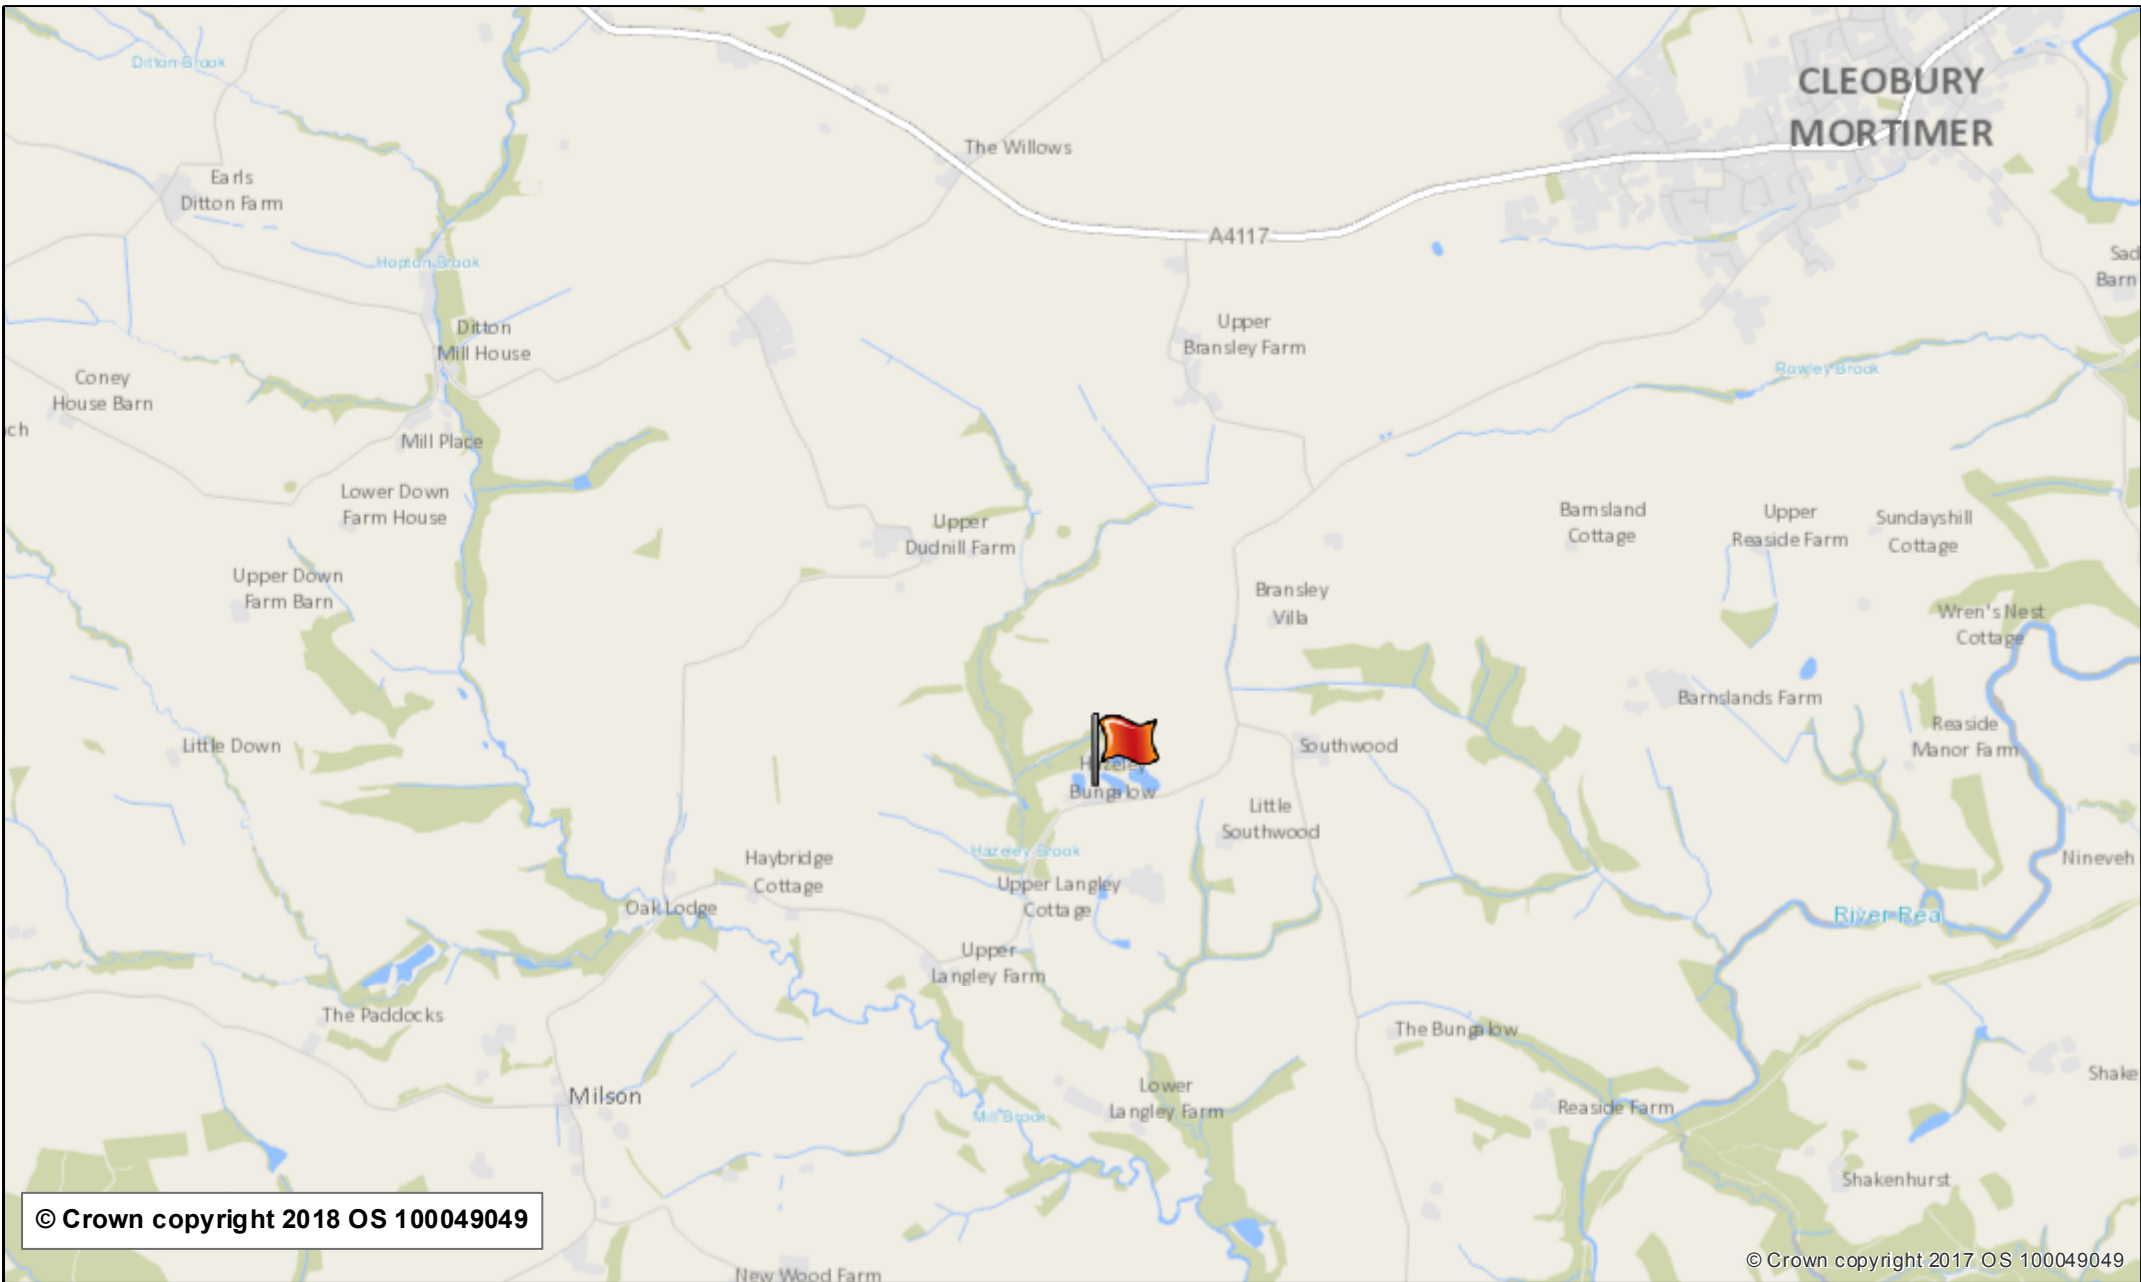 Ditton Brook
CLEOBURY
MORTIMER
The Willows
Earls
Ditton Farm
A4117
Hopton Brook
Sad
Barn
Ditton
Mill House
Upper
Bransley Farm
Rowley Brook
Coney
House Barn
ch
Mill Place
Lower Down
Farm House
Upper
Dudnill Farm
Barnsland
Cottage
Upper
Reaside Farm
Sundayshill
Cottage
Upper Down
Farm Barn
Bransley
Villa
Wren's Nest
Cottage
Barnslands Farm
Little Down
Southwood
Reaside
Manor Farm
Hazeley
Bungalow
Little
Southwood
Hazeley Brook
Haybridge
Cottage
Nineveh
Upper Langley
Cottage
Oak Lodge
River Rea
Upper
Langley Farm
The Paddocks
The Bungalow
Shake
Milson
Lower
Langley Farm
Mill Brook
Reaside Farm
Shakenhurst
© Crown copyright 2018 OS 100049049
© Crown copyright 2017 OS 100049049
New Wood Farm